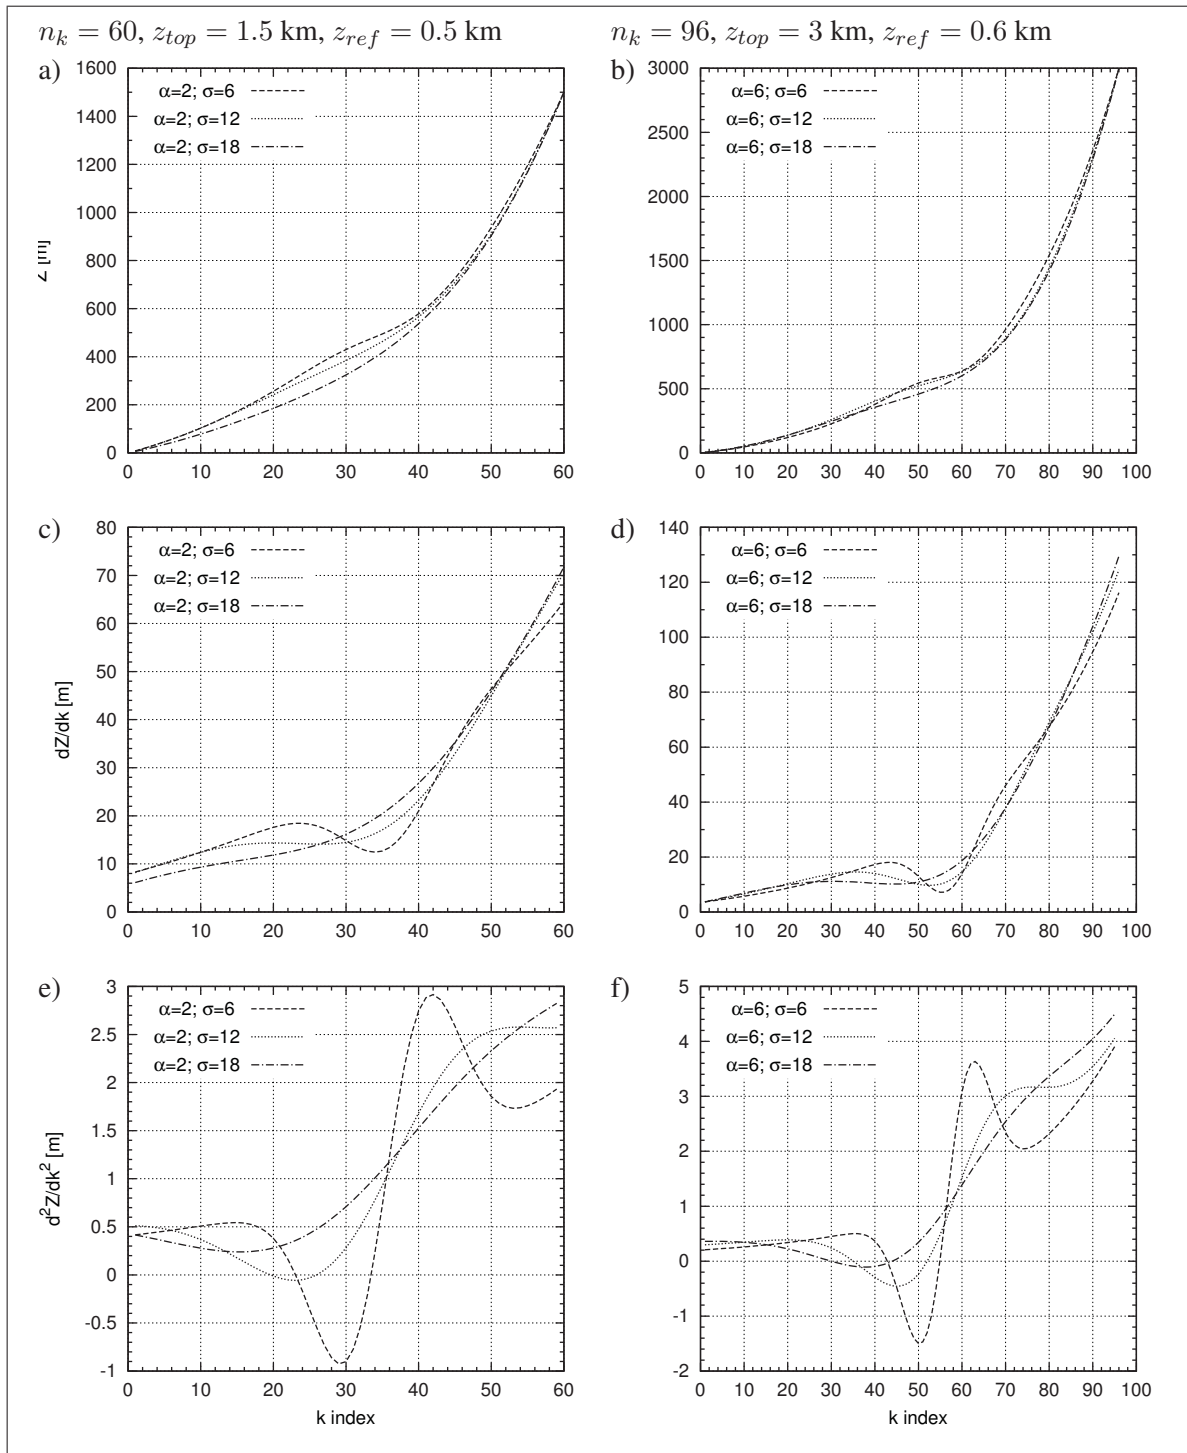 n_k = 60, z_top = 1.5 km, z_ref = 0.5 km
n_k = 96, z_top = 3 km, z_ref = 0.6 km
a)
1600
1400
1200
1000
800
600
400
200
0
Z [m]
α=2; σ=6
α=2; σ=12
α=2; σ=18
0 10 20 30 40 50 60
b)
3000
2500
2000
1500
1000
500
0
α=6; σ=6
α=6; σ=12
α=6; σ=18
0 10 20 30 40 50 60 70 80 90 100
c)
80
70
60
50
40
30
20
10
0
dZ/dk [m]
α=2; σ=6
α=2; σ=12
α=2; σ=18
0 10 20 30 40 50 60
d)
140
120
100
80
60
40
20
0
α=6; σ=6
α=6; σ=12
α=6; σ=18
0 10 20 30 40 50 60 70 80 90 100
e)
3
2.5
2
1.5
1
0.5
0
-0.5
-1
d²Z/dk² [m]
α=2; σ=6
α=2; σ=12
α=2; σ=18
0 10 20 30 40 50 60
k index
f)
5
4
3
2
1
0
-1
-2
α=6; σ=6
α=6; σ=12
α=6; σ=18
0 10 20 30 40 50 60 70 80 90 100
k index